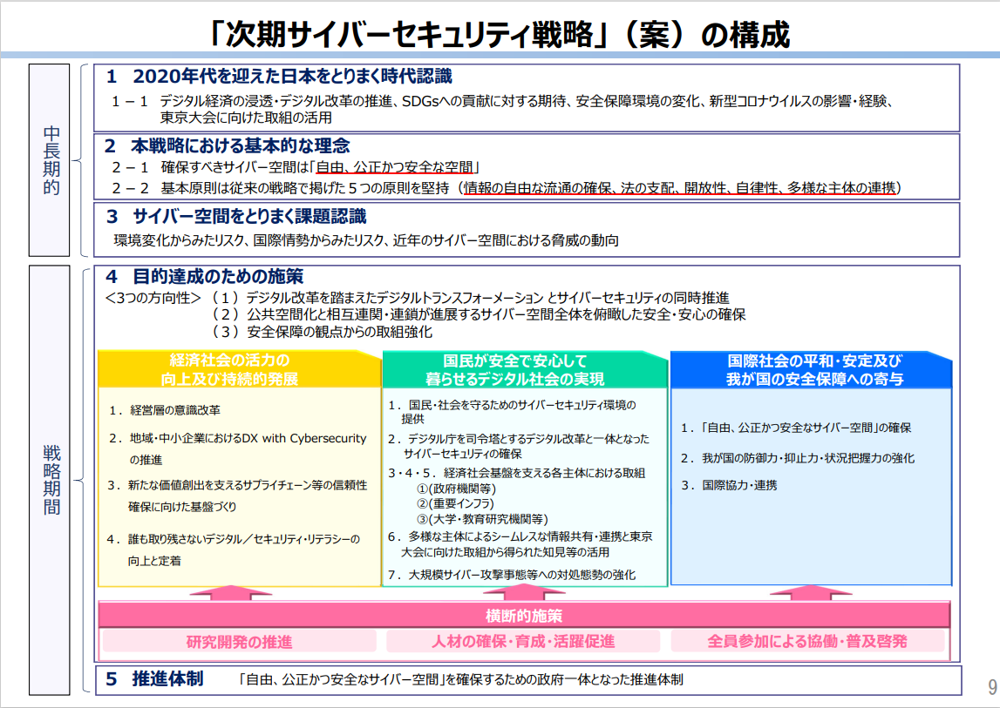 「次期サイバーセキュリティ戦略」（案）の構成
中長期的
1 2020年代を迎えた日本をとりまく時代認識
１－１ デジタル経済の浸透・デジタル改革の推進、SDGsへの貢献に対する期待、安全保障環境の変化、新型コロナウイルスの影響・経験、
東京大会に向けた取組の活用
2 本戦略における基本的な理念
２－１ 確保すべきサイバー空間は「自由、公正かつ安全な空間」
２－２ 基本原則は従来の戦略で掲げた５つの原則を堅持（情報の自由な流通の確保、法の支配、開放性、自律性、多様な主体の連携）
3 サイバー空間をとりまく課題認識
環境変化からみたリスク、国際情勢からみたリスク、近年のサイバー空間における脅威の動向
戦略期間
4 目的達成のための施策
＜3つの方向性＞（１）デジタル改革を踏まえたデジタルトランスフォーメーション とサイバーセキュリティの同時推進
（２）公共空間化と相互連関・連鎖が進展するサイバー空間全体を俯瞰した安全・安心の確保
（３）安全保障の観点からの取組強化
経済社会の活力の
向上及び持続的発展
１．経営層の意識改革
２．地域・中小企業におけるDX with Cybersecurity
の推進
３．新たな価値創出を支えるサプライチェーン等の信頼性
確保に向けた基盤づくり
４．誰も取り残さないデジタル／セキュリティ・リテラシーの
向上と定着
国民が安全で安心して
暮らせるデジタル社会の実現
１．国民・社会を守るためのサイバーセキュリティ環境の
提供
２．デジタル庁を司令塔とするデジタル改革と一体となった
サイバーセキュリティの確保
３・４・５．経済社会基盤を支える各主体における取組
①(政府機関等)
②(重要インフラ)
③(大学・教育研究機関等)
６．多様な主体によるシームレスな情報共有・連携と東京
大会に向けた取組から得られた知見等の活用
７．大規模サイバー攻撃事態等への対処態勢の強化
国際社会の平和・安定及び
我が国の安全保障への寄与
１．「自由、公正かつ安全なサイバー空間」の確保
２．我が国の防御力・抑止力・状況把握力の強化
３．国際協力・連携
横断的施策
研究開発の推進
人材の確保・育成・活躍促進
全員参加による協働・普及啓発
5 推進体制 「自由、公正かつ安全なサイバー空間」を確保するための政府一体となった推進体制
9